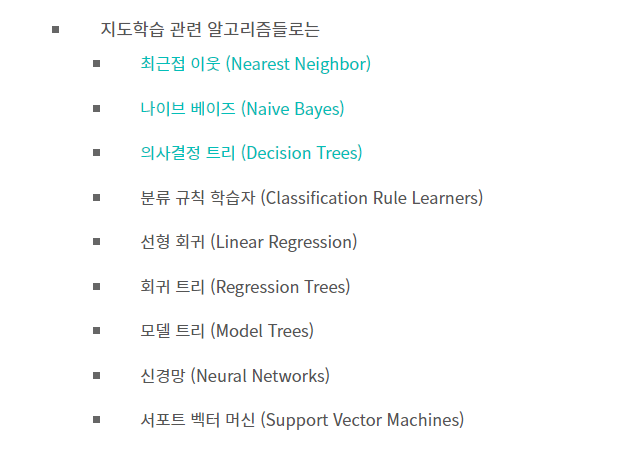 지도학습 관련 알고리즘들로는
최근접 이웃 (Nearest Neighbor)
나이브 베이즈 (Naive Bayes)
의사결정 트리 (Decision Trees)
분류 규칙 학습자 (Classification Rule Learners)
선형 회귀 (Linear Regression)
회귀 트리 (Regression Trees)
모델 트리 (Model Trees)
신경망 (Neural Networks)
서포트 벡터 머신 (Support Vector Machines)